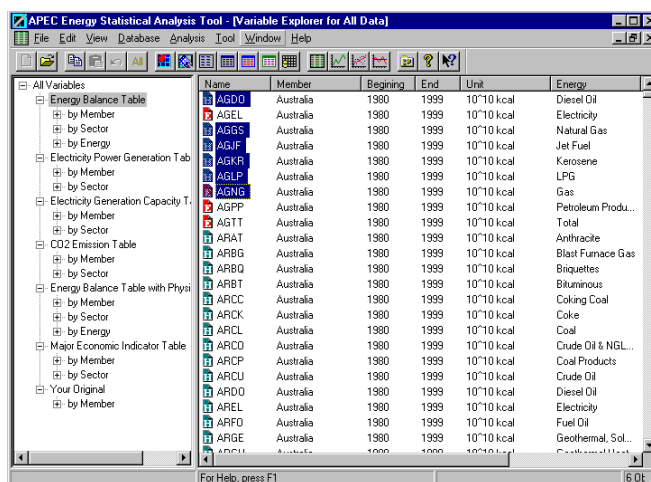 APEC Energy Statistical Analysis Tool - [Variable Explorer for All Data]
File Edit View Database Analysis Tool Window Help
All Variables
Energy Balance Table
by Member
by Sector
by Energy
Electricity Power Generation Tab
by Member
by Sector
Electricity Generation Capacity T
by Member
by Sector
CO2 Emission Table
by Member
by Sector
Energy Balance Table with Physi
by Member
by Sector
by Energy
Major Economic Indicator Table
by Member
by Sector
Your Original
by Member
Name Member Begining End Unit Energy
AGDO Australia 1980 1999 10^10 kcal Diesel Oil
AGEL Australia 1980 1999 10^10 kcal Electricity
AGGS Australia 1980 1999 10^10 kcal Natural Gas
AGJF Australia 1980 1999 10^10 kcal Jet Fuel
AGKR Australia 1980 1999 10^10 kcal Kerosene
AGLP Australia 1980 1999 10^10 kcal LPG
AGNG Australia 1980 1999 10^10 kcal Gas
AGPP Australia 1980 1999 10^10 kcal Petroleum Produ...
AGTT Australia 1980 1999 10^10 kcal Total
ARAT Australia 1980 1999 10^10 kcal Anthracite
ARBG Australia 1980 1999 10^10 kcal Blast Furnace Gas
ARBQ Australia 1980 1999 10^10 kcal Briquettes
ARBT Australia 1980 1999 10^10 kcal Bituminous
ARCC Australia 1980 1999 10^10 kcal Coking Coal
ARCK Australia 1980 1999 10^10 kcal Coke
ARCL Australia 1980 1999 10^10 kcal Coal
ARCO Australia 1980 1999 10^10 kcal Crude Oil & NGL...
ARCP Australia 1980 1999 10^10 kcal Coal Products
ARCU Australia 1980 1999 10^10 kcal Crude Oil
ARDO Australia 1980 1999 10^10 kcal Diesel Oil
AREL Australia 1980 1999 10^10 kcal Electricity
ARFO Australia 1980 1999 10^10 kcal Fuel Oil
ARGE Australia 1980 1999 10^10 kcal Geothermal, Sol...
For Help, press F1